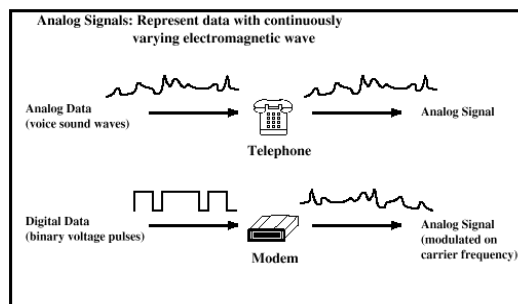 Analog Signals: Represent data with continuously
varying electromagnetic wave
Analog Data
(voice sound waves)
Analog Signal
Telephone
Digital Data
(binary voltage pulses)
Analog Signal
(modulated on
carrier frequency)
Modem